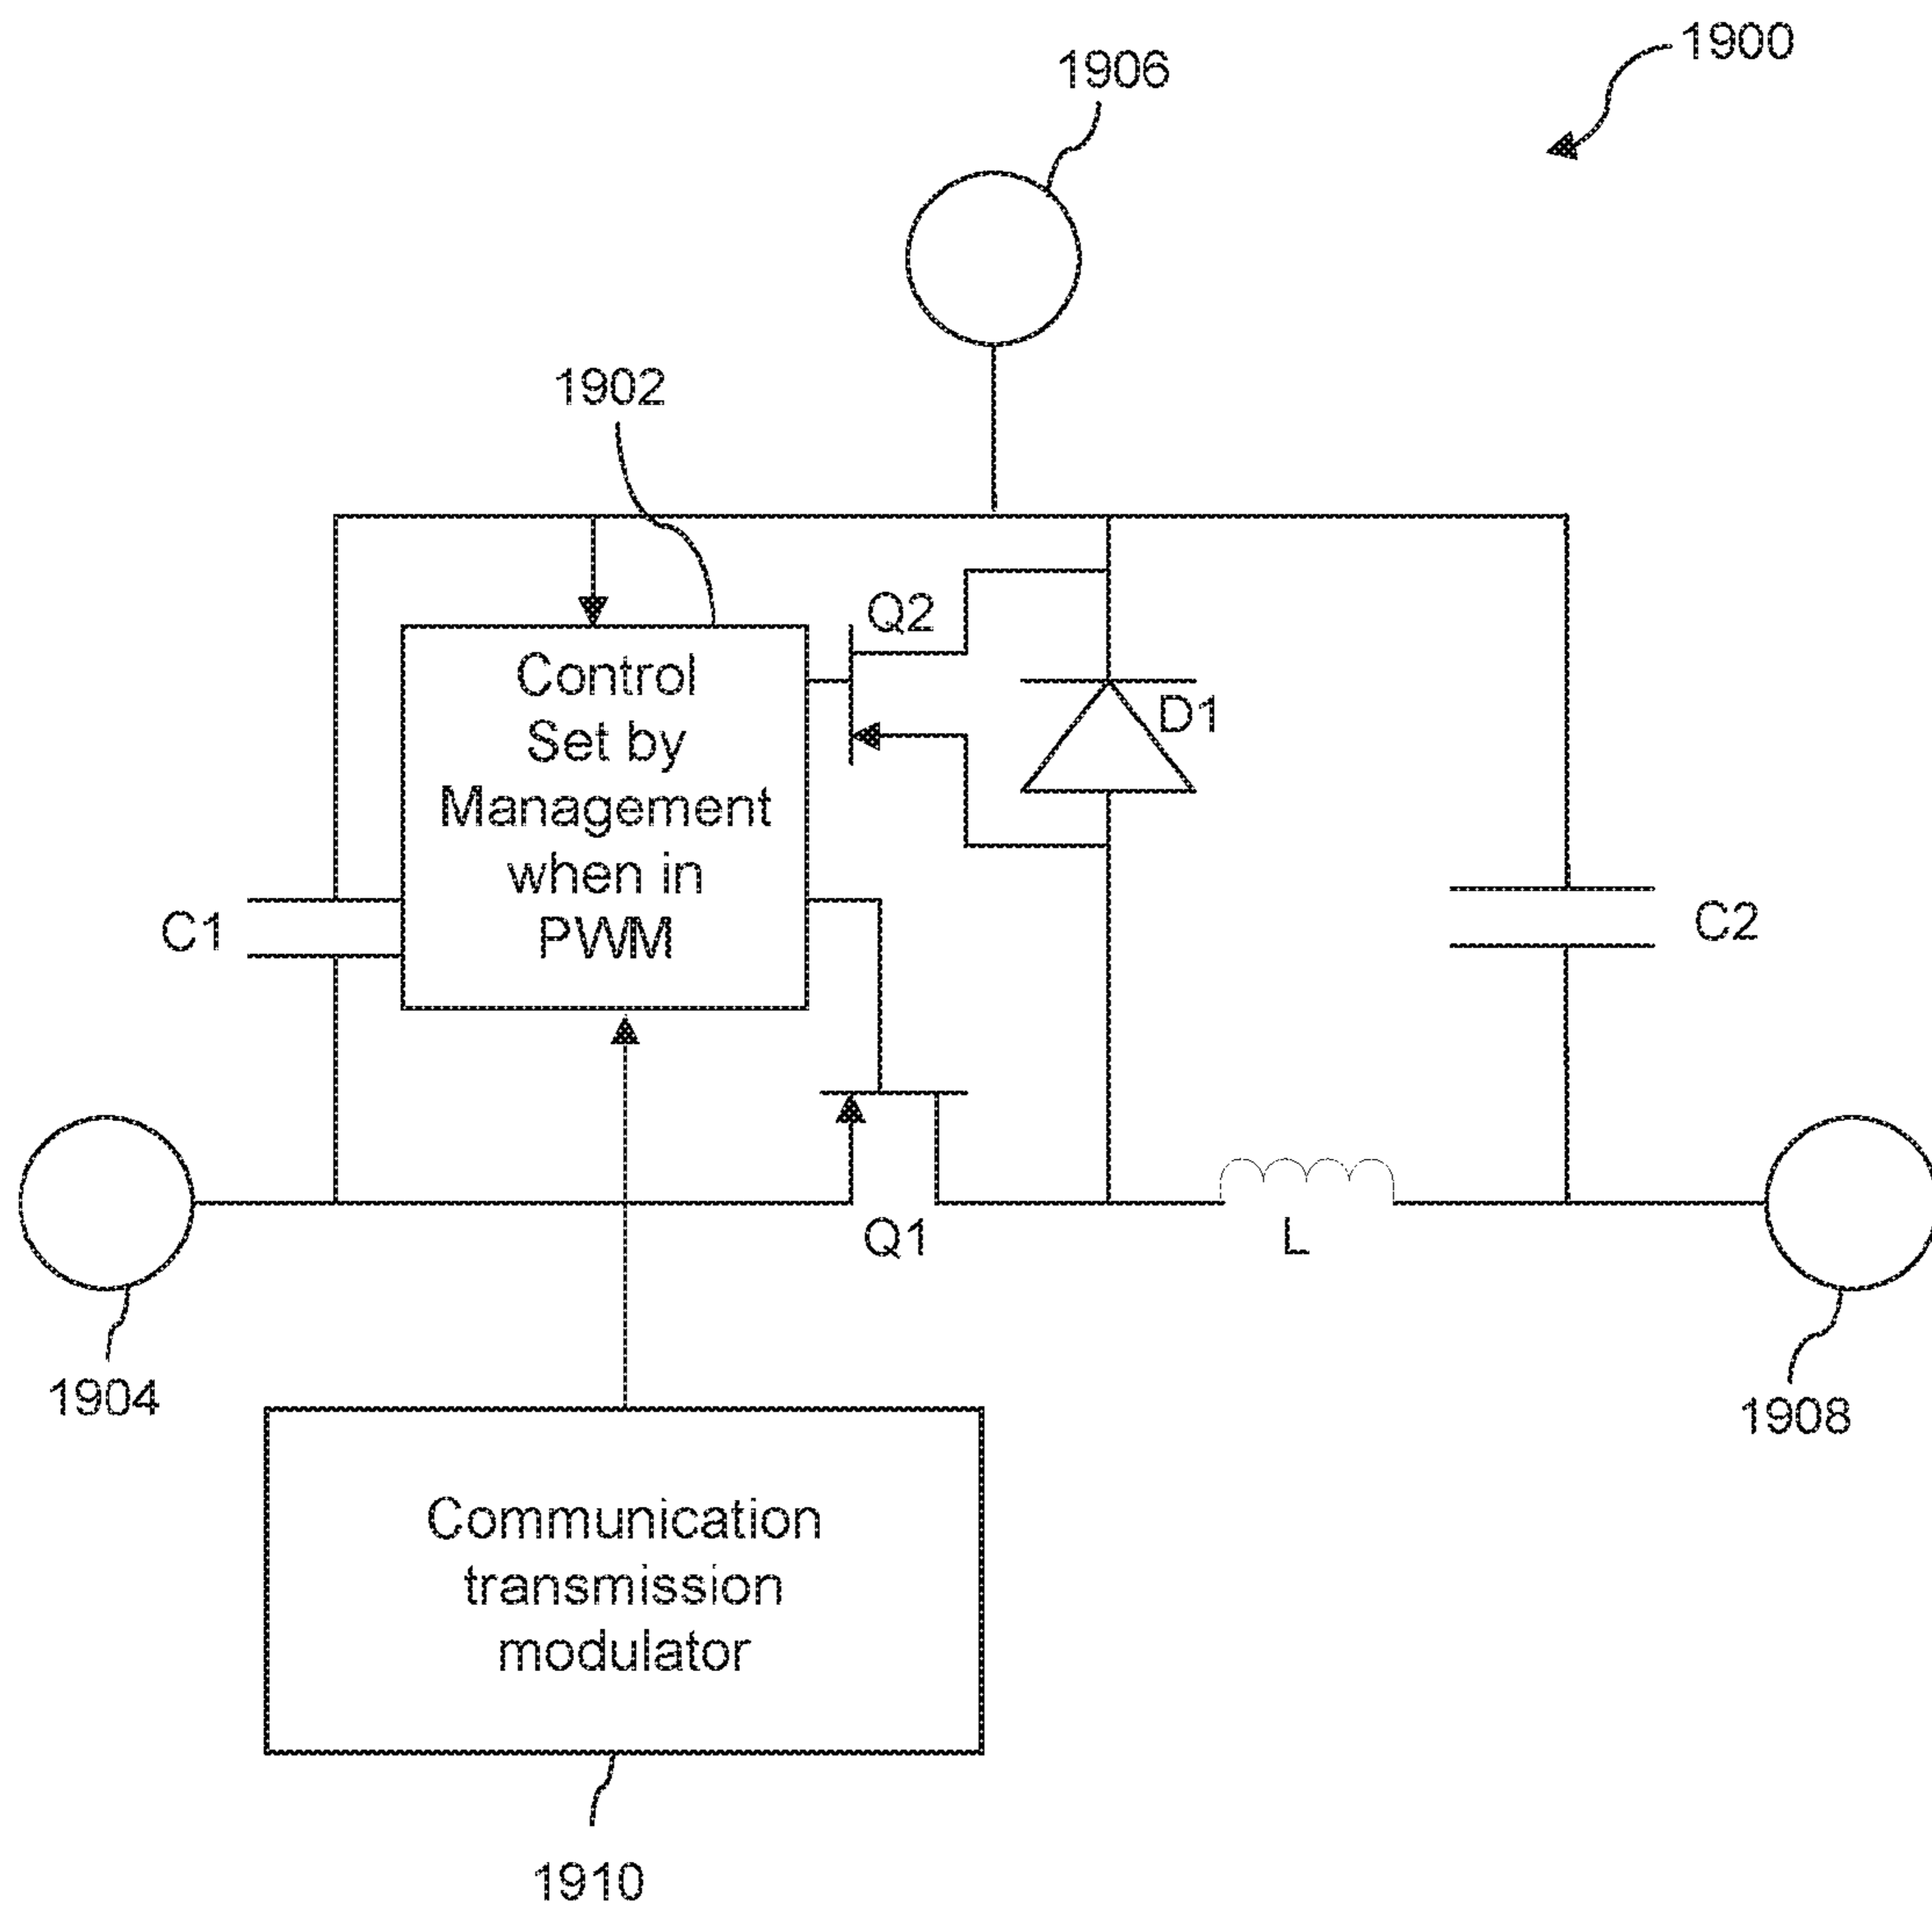 1900
1906
1902
Q2
Control
Set by
Management
when in
PWM
D1
C1
C2
Q1
L
1904
1908
Communication
transmission
modulator
1910